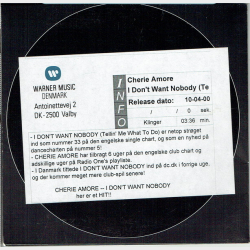 WARNER MUSIC
DENMARK
Antoinettevej 2
DK-2500 Valby
INFO
Cherie Amore
I Don't Want Nobody (Te
Release dato: 10-04-00
/ 0 sek.
Klinger 03:36 min.
- I DON'T WANT NOBODY (Tellin' Me What To Do) er netop strøget
ind som nummer 33 på den engelske single chart, og som en nyhed på
dancecharten på nummer 5!
- CHERIE AMORE har tilbragt 6 uger på den engelske club chart og
adskillige uger på Radio One's playliste.
- I Danmark tiltede I DON'T WANT NOBODY ind på dc.dk i forrige uge,
og der kommer meget mere club-spil senere!
CHERIE AMORE – I DON'T WANT NOBODY
her er et HIT!!